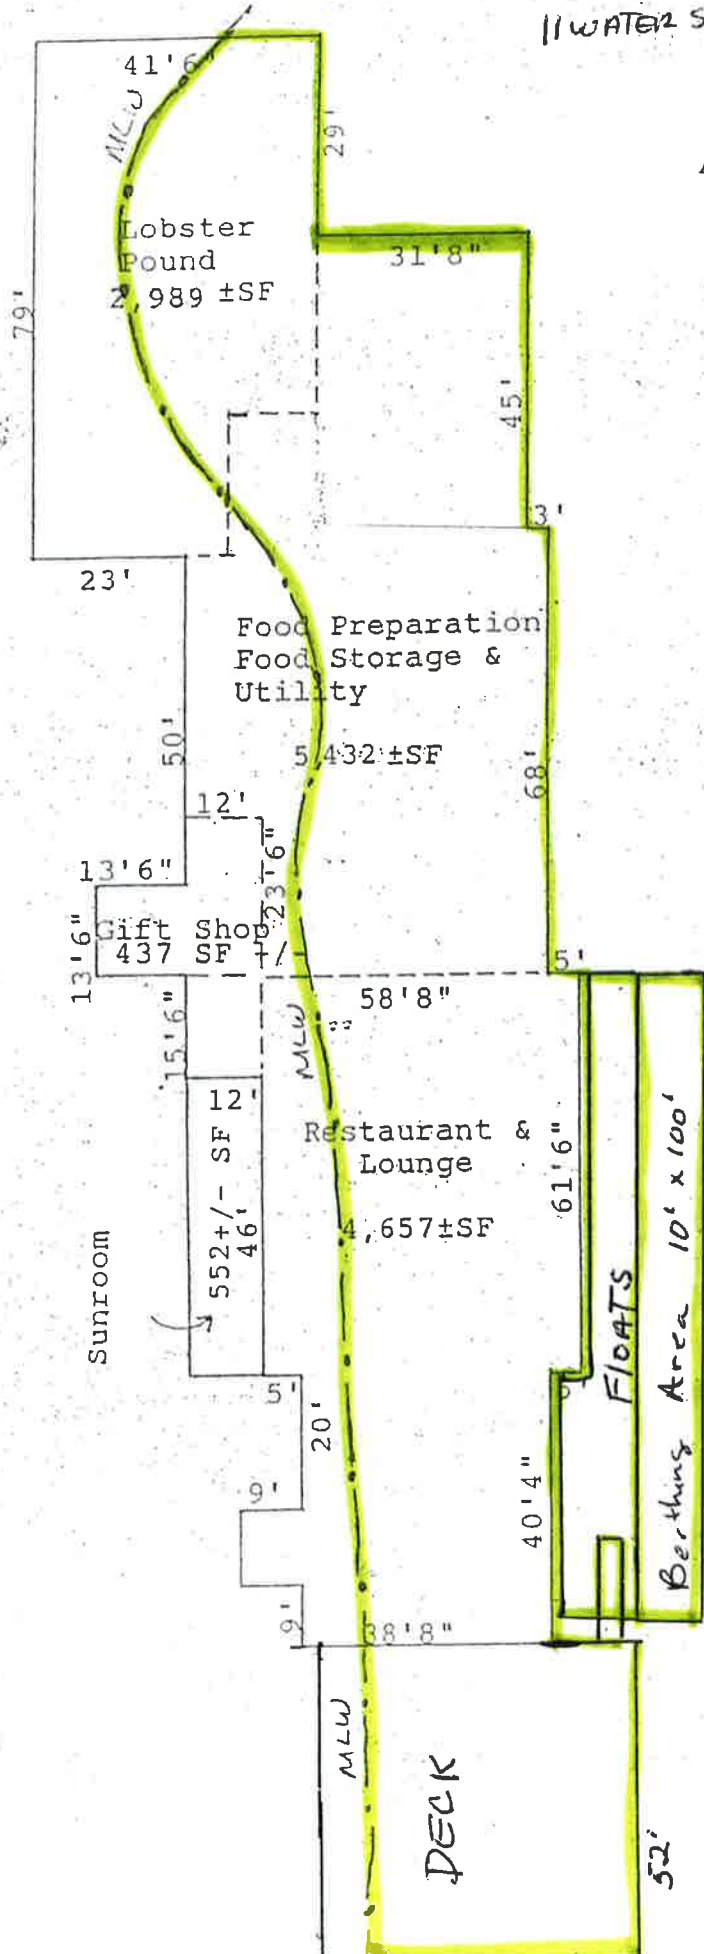 11 WATER S
41'6"
MLW
29'
Lobster
Pound
2,989 ±SF
31'8"
79'
45'
3'
23'
Food Preparation
Food Storage &
Utility
5,432 ±SF
50'
68'
12'
23'6"
13'6"
13'6"
Gift Shop
437 SF +/-
5'
58'8"
15'6"
MLW
12'
552+/- SF
46'
Restaurant &
Lounge
4,657±SF
61'6"
Sunroom
FLOATS
Berthing Area 10' x 100'
5'
20'
9'
40'4"
9'
38'8"
MLW
DECK
52'